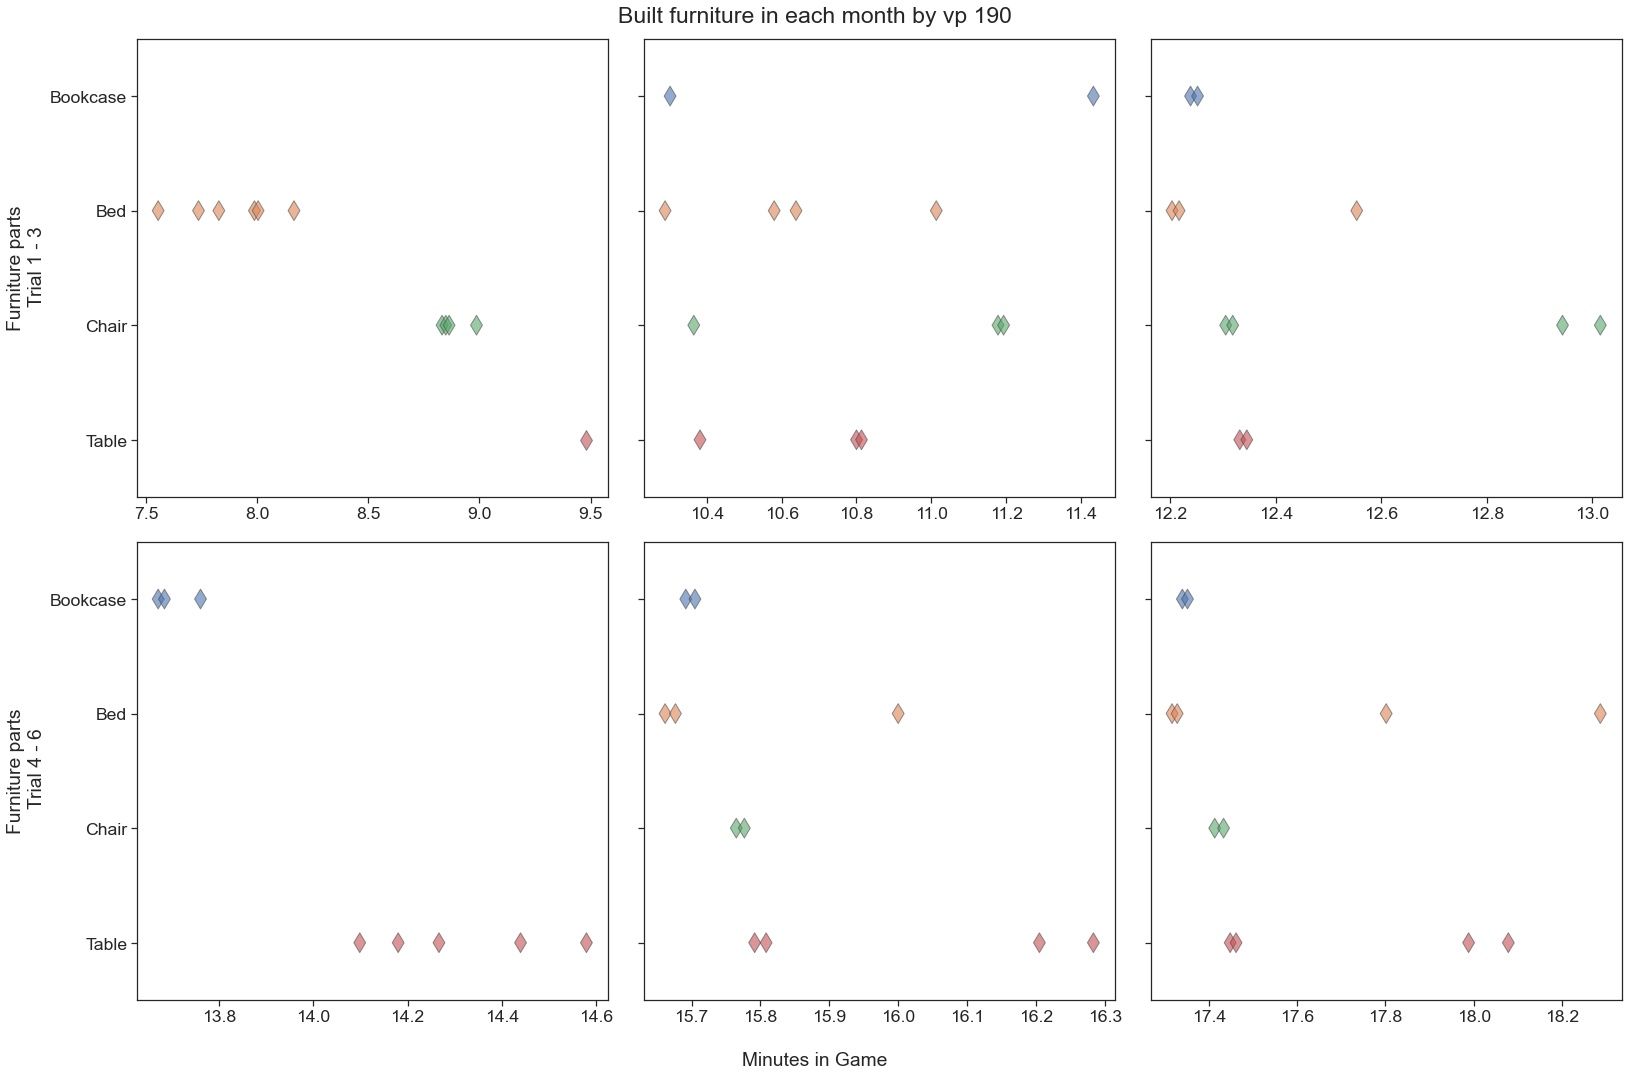 Built furniture in each month by vp 190
Furniture parts
Trial 1 - 3
Bookcase
Bed
Chair
Table
7.5 8.0 8.5 9.0 9.5
10.4 10.6 10.8 11.0 11.2 11.4
12.2 12.4 12.6 12.8 13.0
Furniture parts
Trial 4 - 6
Bookcase
Bed
Chair
Table
13.8 14.0 14.2 14.4 14.6
15.7 15.8 15.9 16.0 16.1 16.2 16.3
17.4 17.6 17.8 18.0 18.2
Minutes in Game